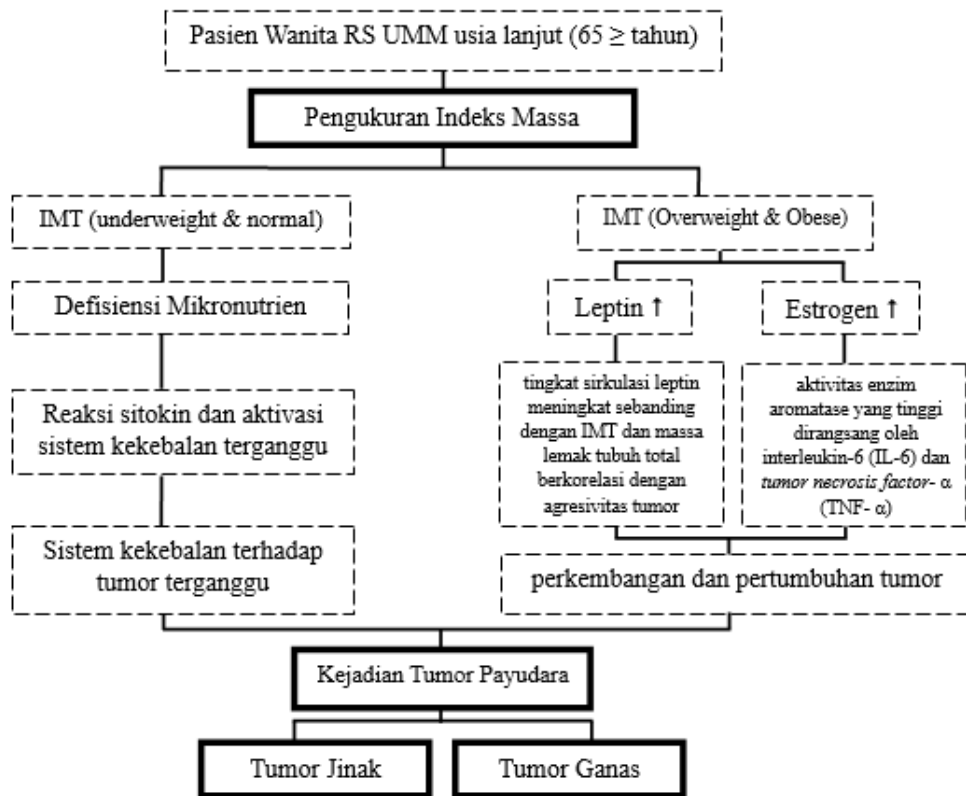 Pasien Wanita RS UMM usia lanjut (65 ≥ tahun)
Pengukuran Indeks Massa
IMT (underweight & normal)
IMT (Overweight & Obese)
Defisiensi Mikronutrien
Leptin ↑
Estrogen ↑
Reaksi sitokin dan aktivasi
sistem kekebalan terganggu
tingkat sirkulasi leptin
meningkat sebanding
dengan IMT dan massa
lemak tubuh total
berkorelasi dengan
agresivitas tumor
aktivitas enzim
aromatase yang tinggi
dirangsang oleh
interleukin-6 (IL-6) dan
tumor necrosis factor- α
(TNF- α)
Sistem kekebalan terhadap
tumor terganggu
perkembangan dan pertumbuhan tumor
Kejadian Tumor Payudara
Tumor Jinak
Tumor Ganas